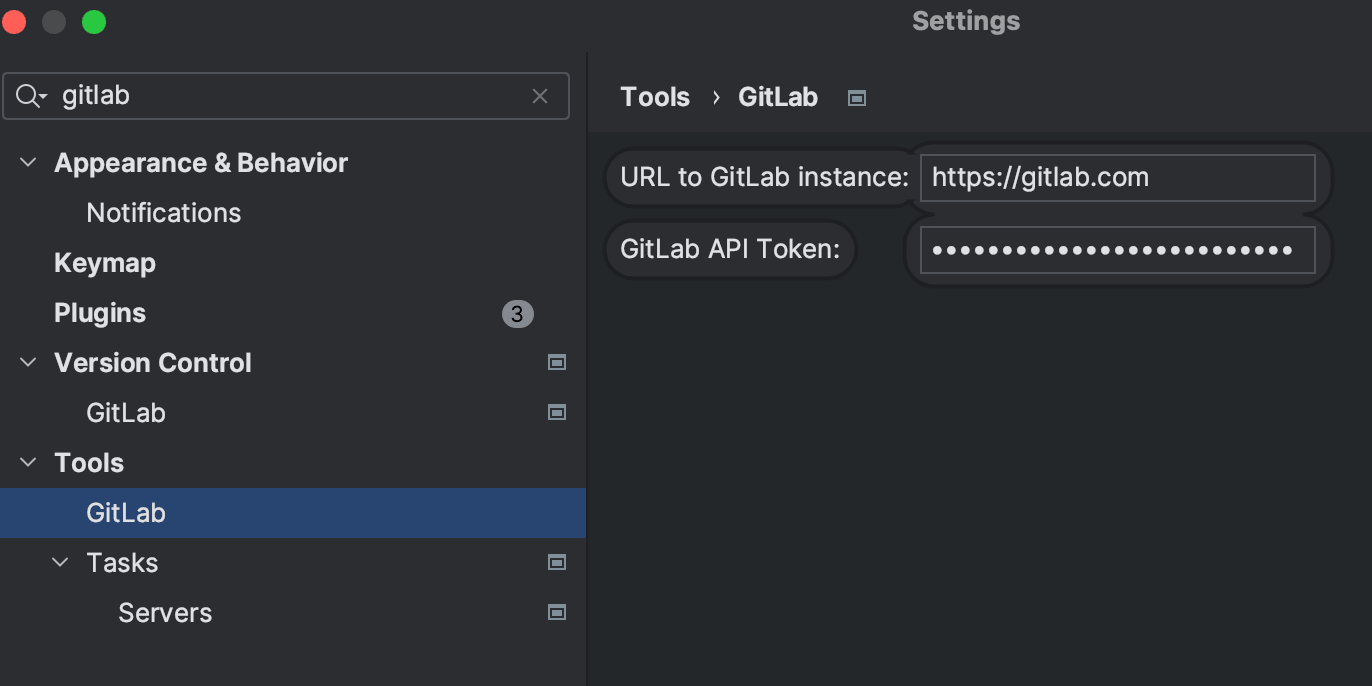 Settings
gitlab
Appearance & Behavior
Notifications
Keymap
Plugins 3
Version Control
GitLab
Tools
GitLab
Tasks
Servers
Tools › GitLab
URL to GitLab instance: https://gitlab.com
GitLab API Token: ••••••••••••••••••••••••••